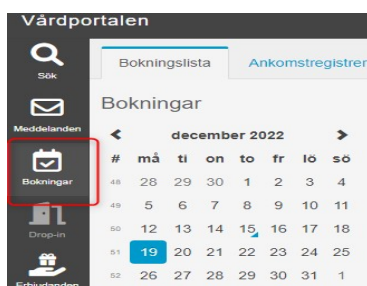 Vårdportalen
Sök
Meddelanden
Bokningar
Drop-in
Erbjudanden
Bokningslista Ankomstregistrer
Bokningar
december 2022
# må ti on to fr lö sö
48 28 29 30 1 2 3 4
49 5 6 7 8 9 10 11
50 12 13 14 15 16 17 18
51 19 20 21 22 23 24 25
52 26 27 28 29 30 31 1